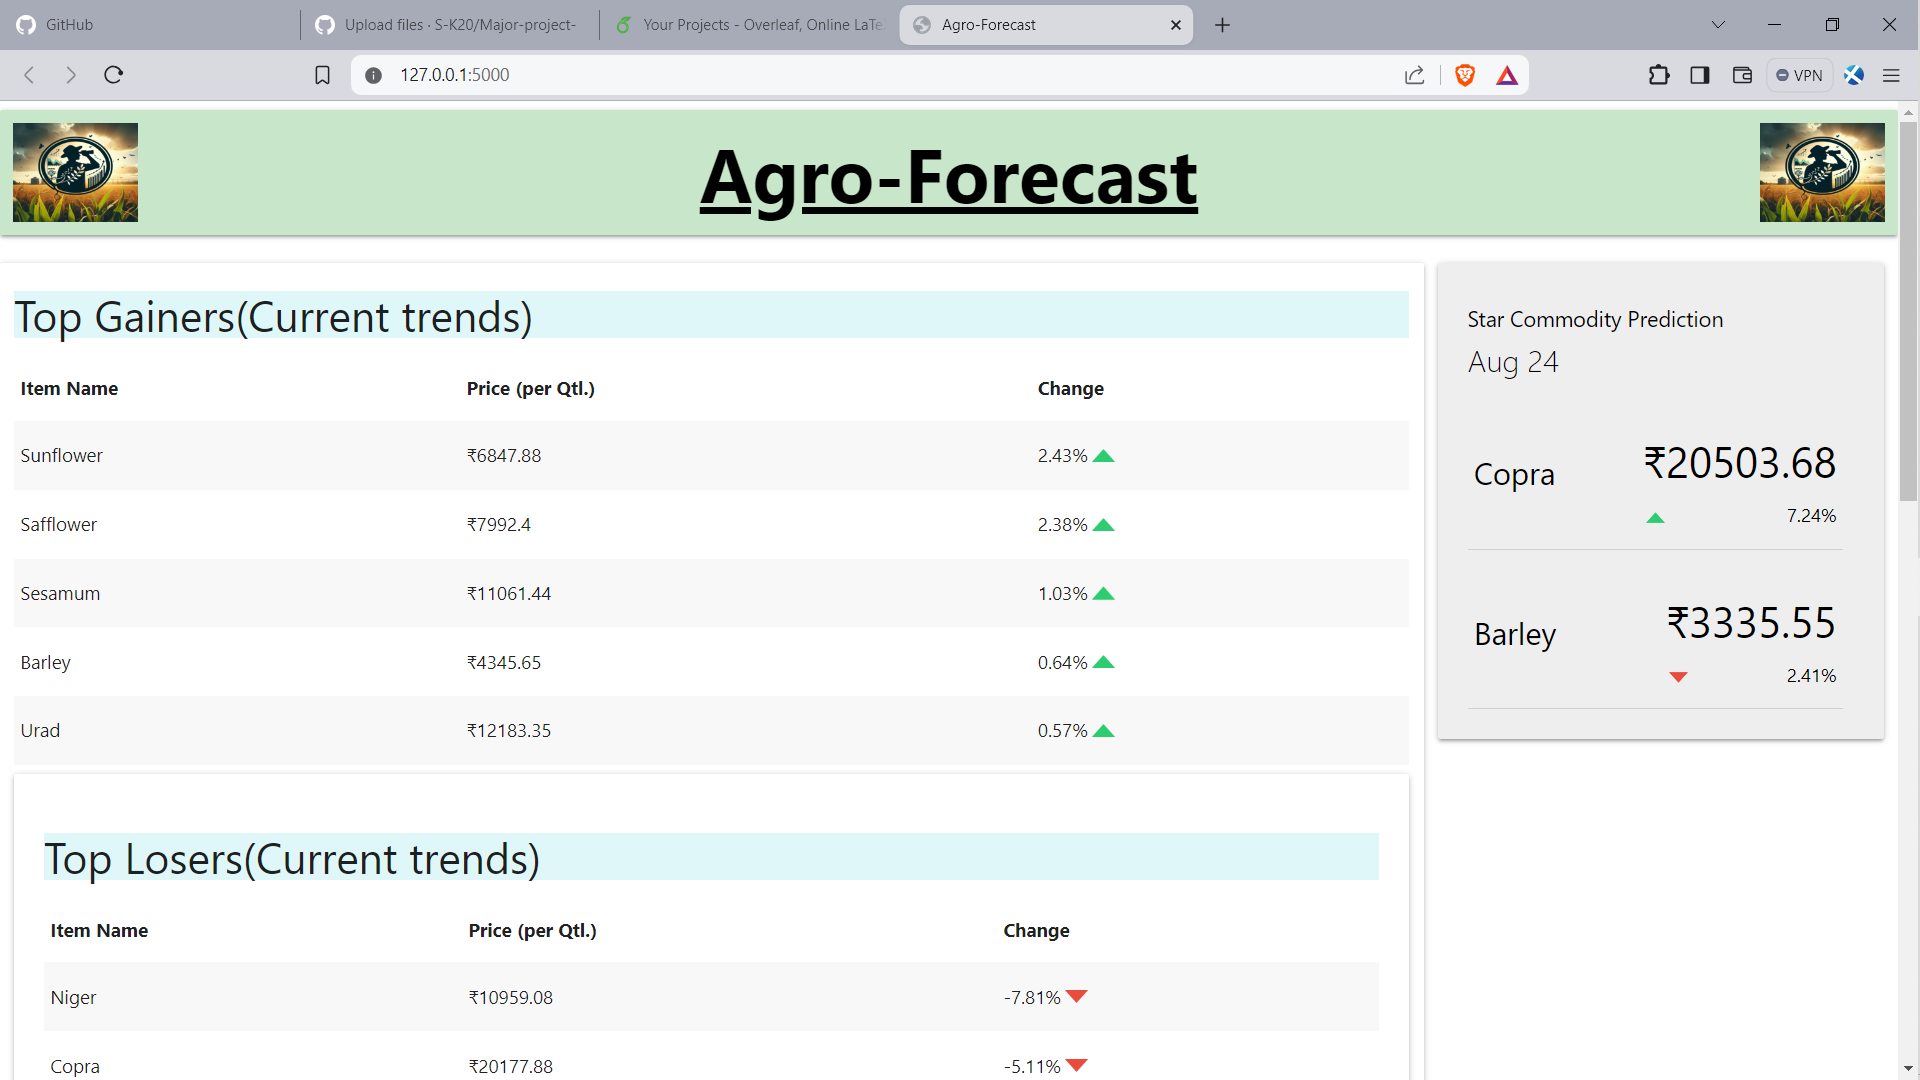 GitHub
Upload files · S-K20/Major-project-
Your Projects - Overleaf, Online LaTe
Agro-Forecast
127.0.0.1:5000
VPN
Agro-Forecast
Top Gainers(Current trends)
Item Name Price (per Qtl.) Change
Sunflower ₹6847.88 2.43%
Safflower ₹7992.4 2.38%
Sesamum ₹11061.44 1.03%
Barley ₹4345.65 0.64%
Urad ₹12183.35 0.57%
Top Losers(Current trends)
Item Name Price (per Qtl.) Change
Niger ₹10959.08 -7.81%
Copra ₹20177.88 -5.11%
Star Commodity Prediction
Aug 24
Copra ₹20503.68
7.24%
Barley ₹3335.55
2.41%